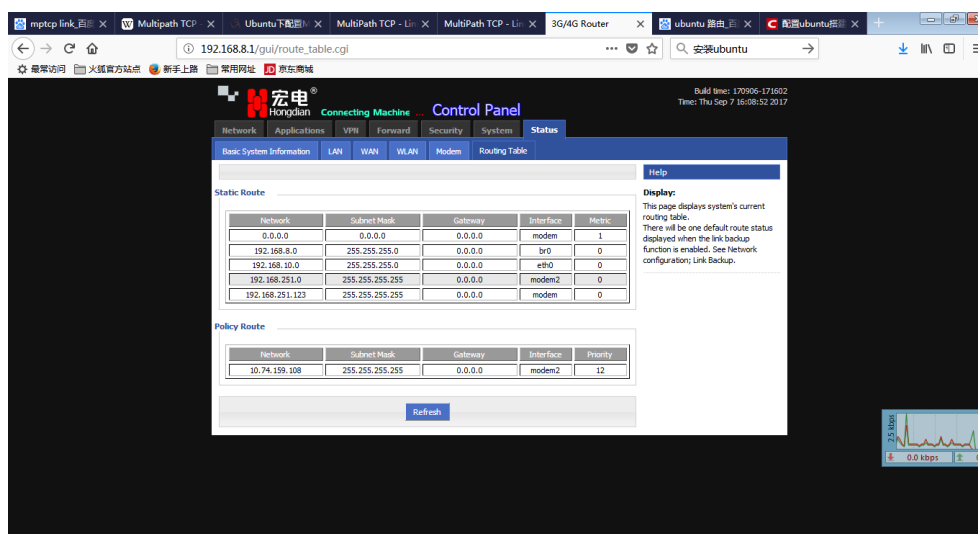 mptcp link_百
Multipath TCP -
Ubuntu下配置
MultiPath TCP - Lin
MultiPath TCP - Lin
3G/4G Router
ubuntu 路由_百
配置ubuntu
192.168.8.1/gui/route_table.cgi
安装ubuntu
最常访问 火狐官方站点 新手上路 常用网址 JD 京东商城
宏电®
Hongdian Connecting Machine ... Control Panel
Build time: 170906-171602
Time: Thu Sep 7 16:08:52 2017
Network Applications VPN Forward Security System Status
Basic System Information LAN WAN WLAN Modem Routing Table
Static Route
Network Subnet Mask Gateway Interface Metric
0.0.0.0 0.0.0.0 0.0.0.0 modem 1
192.168.8.0 255.255.255.0 0.0.0.0 br0 0
192.168.10.0 255.255.255.0 0.0.0.0 eth0 0
192.168.251.0 255.255.255.255 0.0.0.0 modem2 0
192.168.251.123 255.255.255.255 0.0.0.0 modem 0
Policy Route
Network Subnet Mask Gateway Interface Priority
10.74.159.108 255.255.255.255 0.0.0.0 modem2 12
Refresh
Help
Display:
This page displays system's current
routing table.
There will be one default route status
displayed when the link backup
function is enabled. See Network
configuration; Link Backup.
2.5 kbps
0.0 kbps